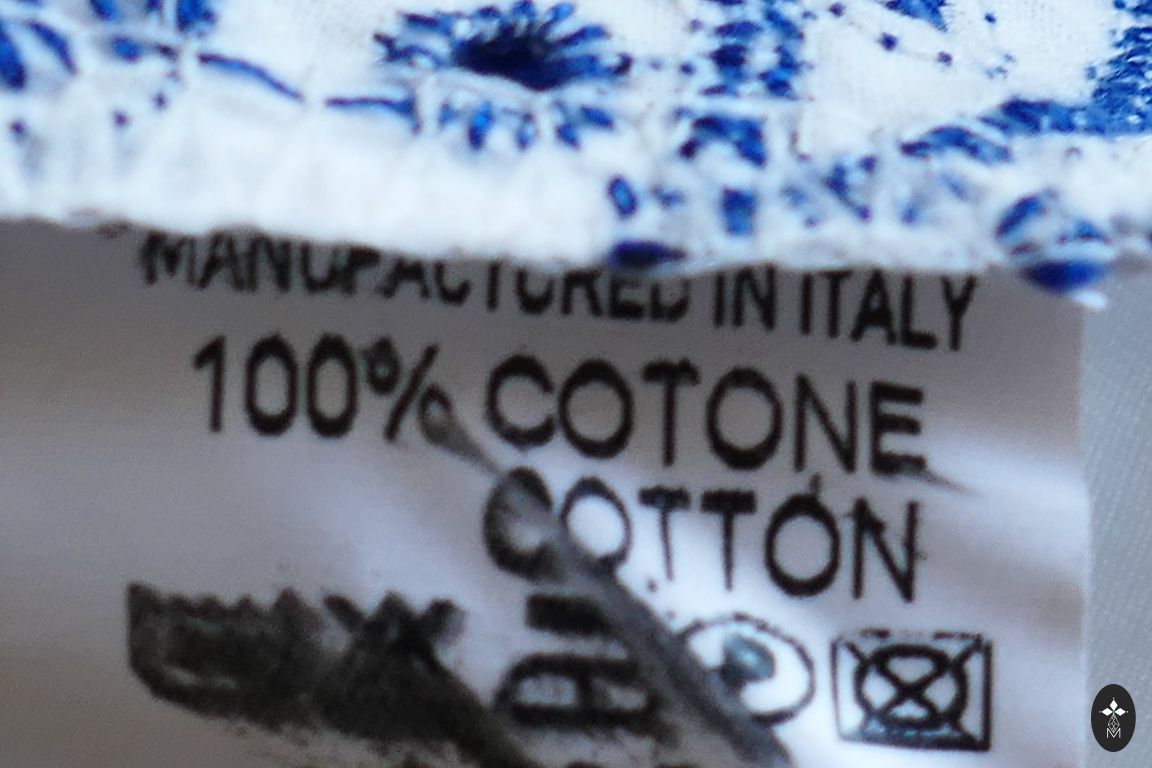 MANUFACTURED IN ITALY
100% COTONE
COTTON
M